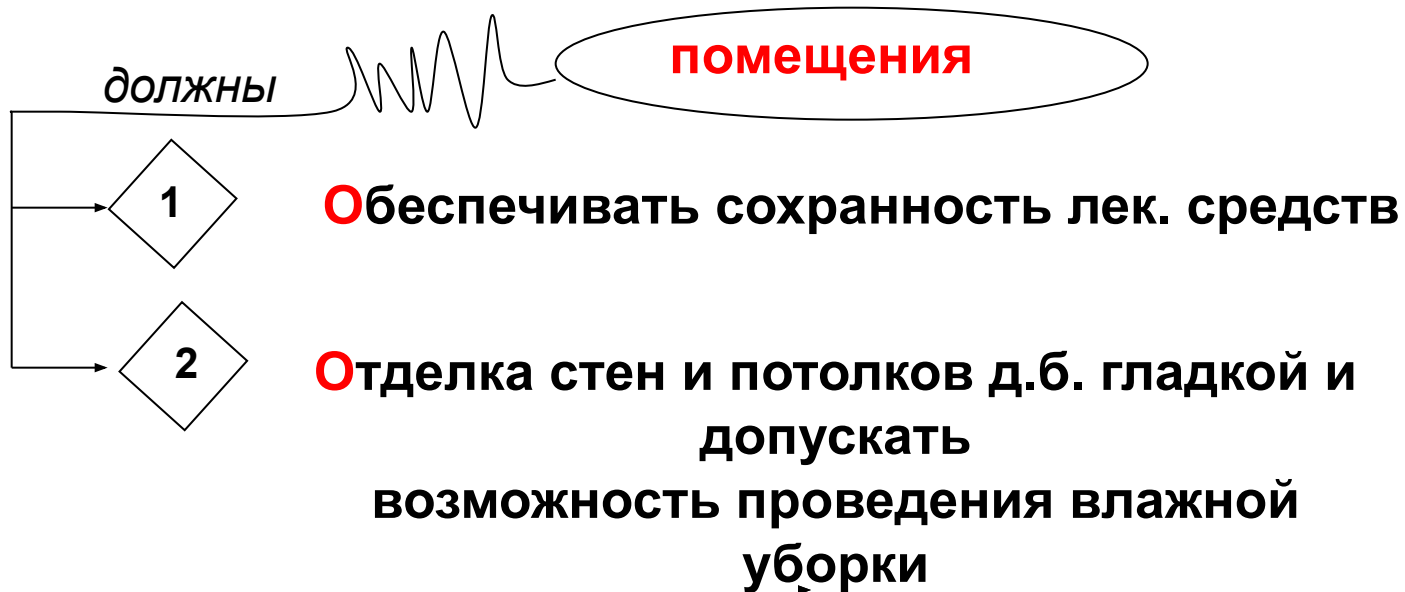 помещения
должны
1
Обеспечивать сохранность лек. средств
2
Отделка стен и потолков д.б. гладкой и
допускать
возможность проведения влажной
уборки